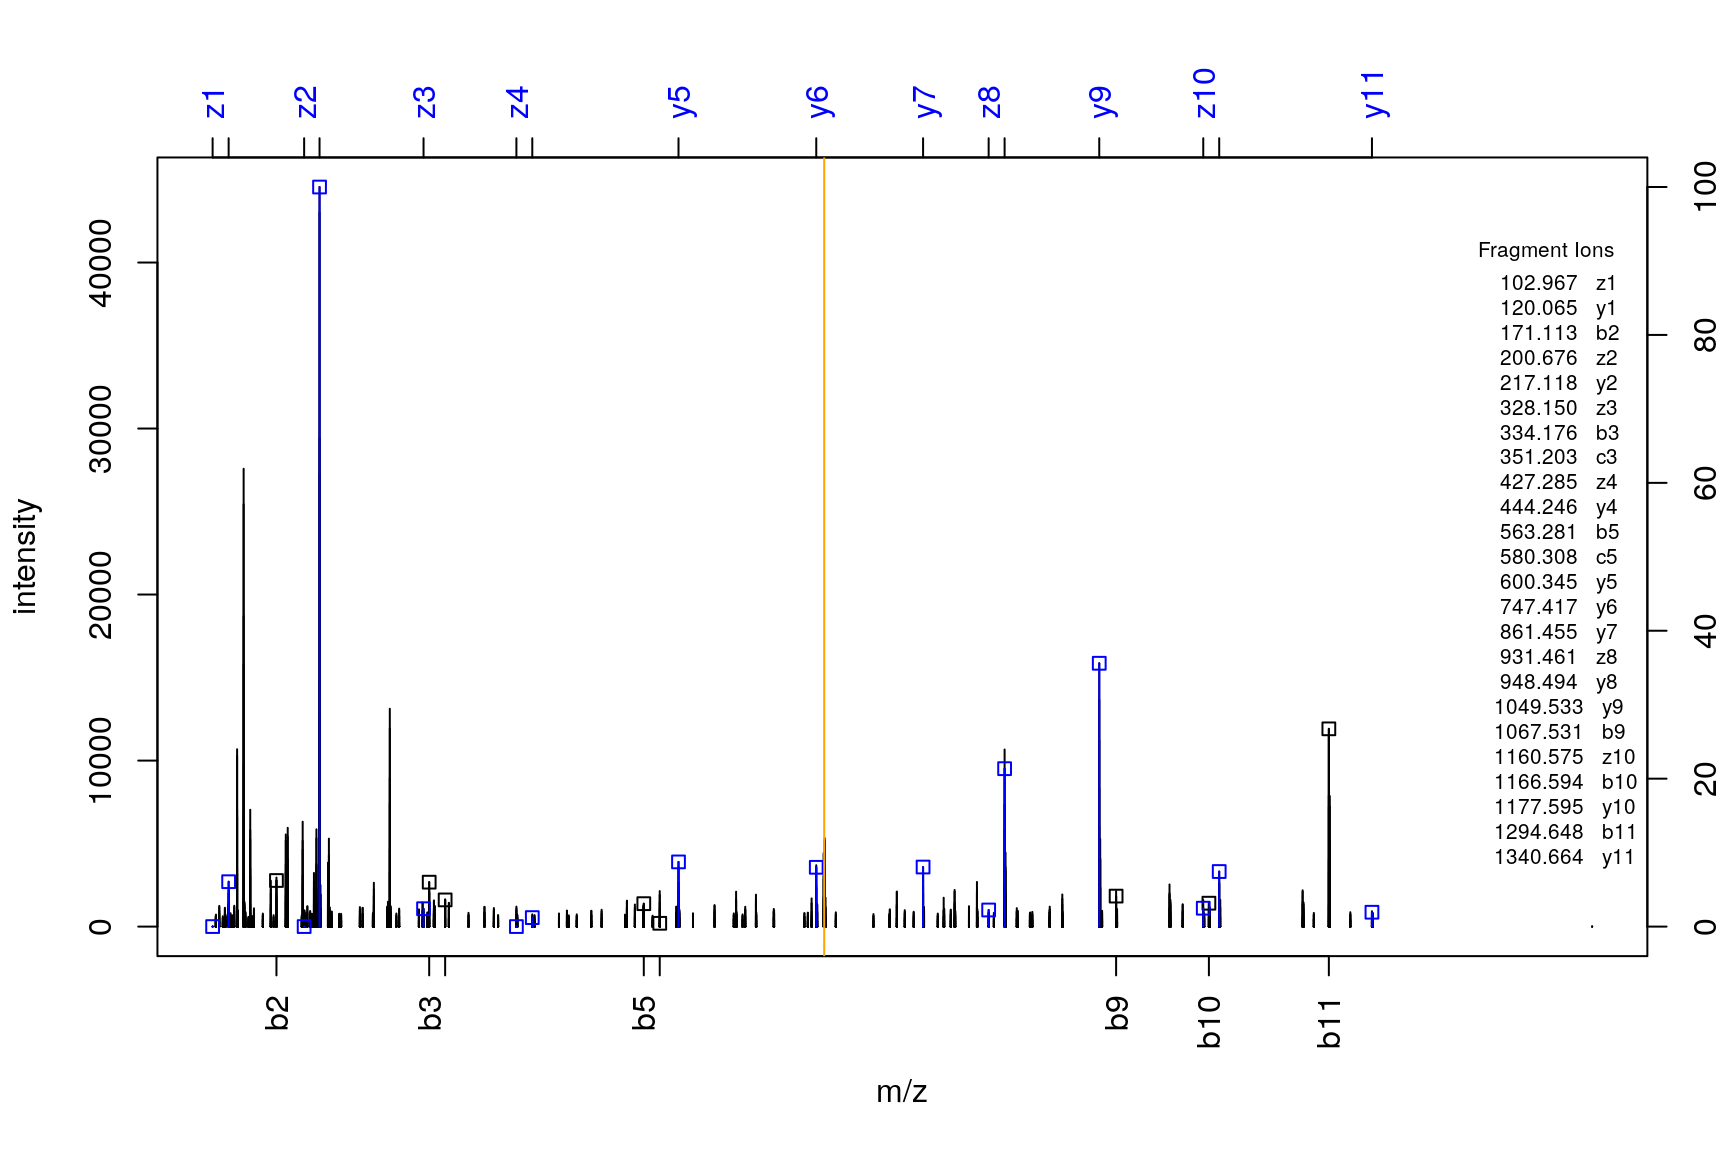 z1 z2 z3 z4 y5 y6 y7 z8 y9 z10 y11
intensity
0 10000 20000 30000 40000
0 20 40 60 80 100
Fragment Ions
102.967 z1
120.065 y1
171.113 b2
200.676 z2
217.118 y2
328.150 z3
334.176 b3
351.203 c3
427.285 z4
444.246 y4
563.281 b5
580.308 c5
600.345 y5
747.417 y6
861.455 y7
931.461 z8
948.494 y8
1049.533 y9
1067.531 b9
1160.575 z10
1166.594 b10
1177.595 y10
1294.648 b11
1340.664 y11
b2 b3 b5 b9 b10 b11
m/z